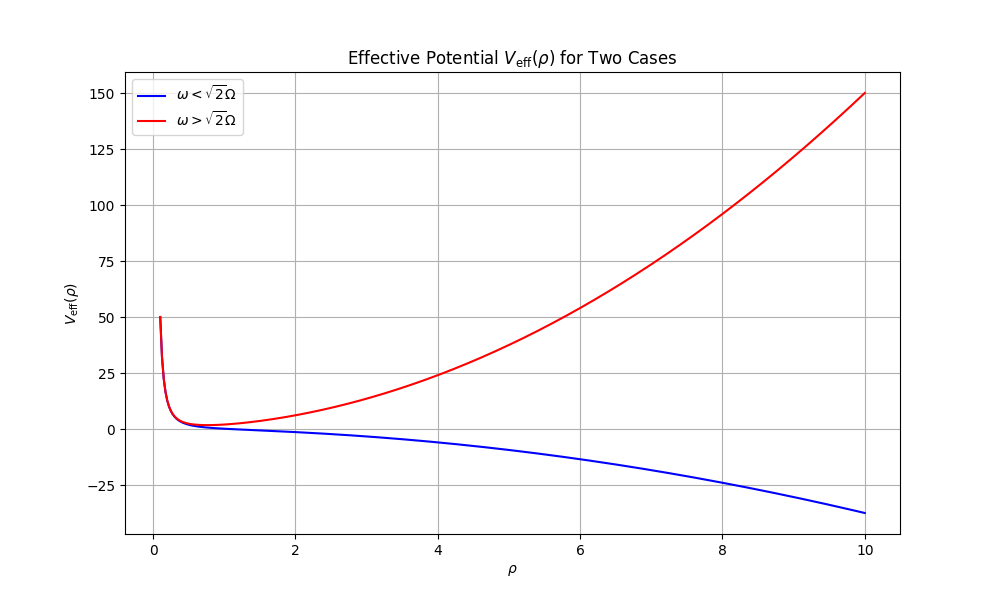 Effective Potential $V_{\mathrm{eff}}(\rho)$ for Two Cases
$\omega < \sqrt{2}\Omega$
$\omega > \sqrt{2}\Omega$
150
125
100
75
50
25
0
−25
$V_{\mathrm{eff}}(\rho)$
0 2 4 6 8 10
$\rho$